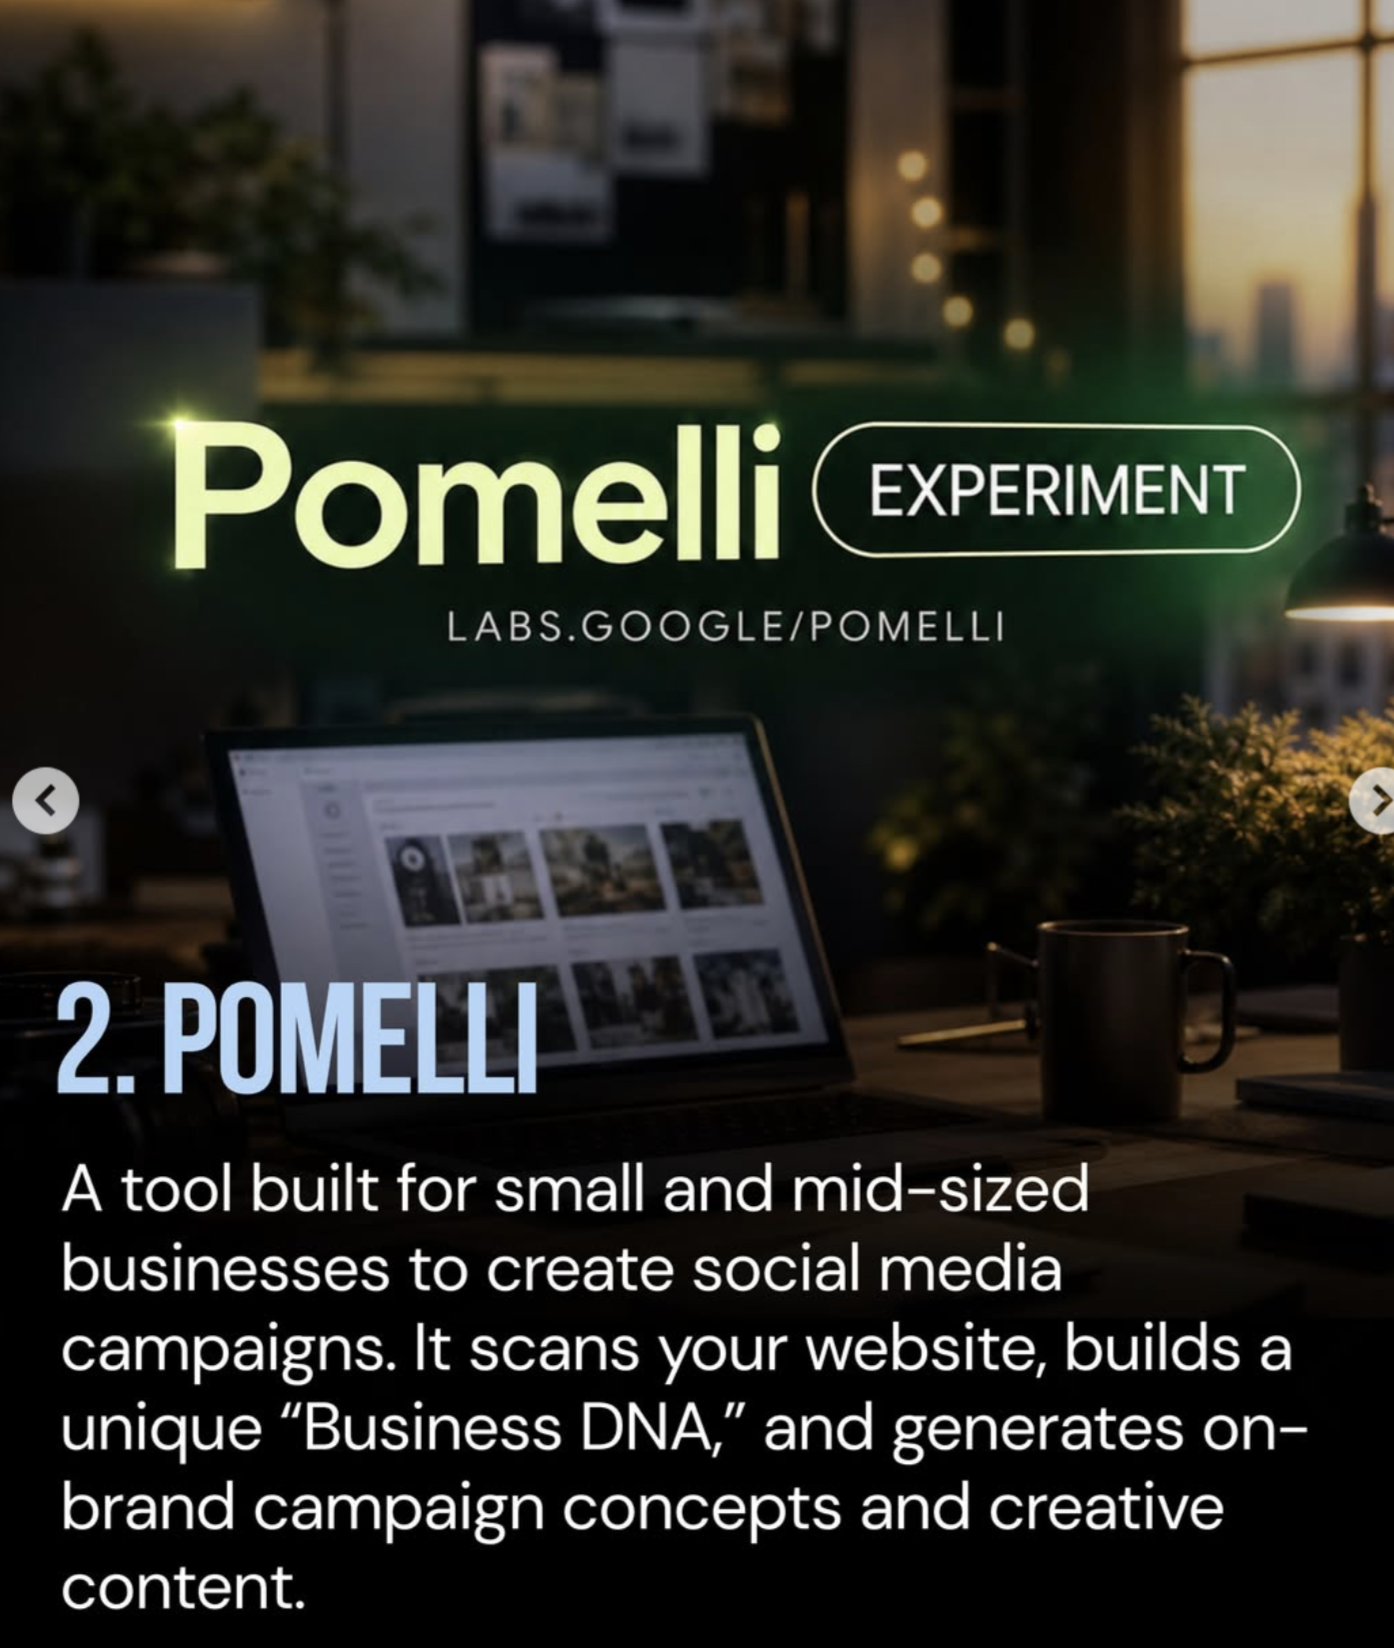 Pomelli EXPERIMENT
LABS.GOOGLE/POMELLI
2. POMELLI
A tool built for small and mid-sized
businesses to create social media
campaigns. It scans your website, builds a
unique “Business DNA,” and generates on-
brand campaign concepts and creative
content.